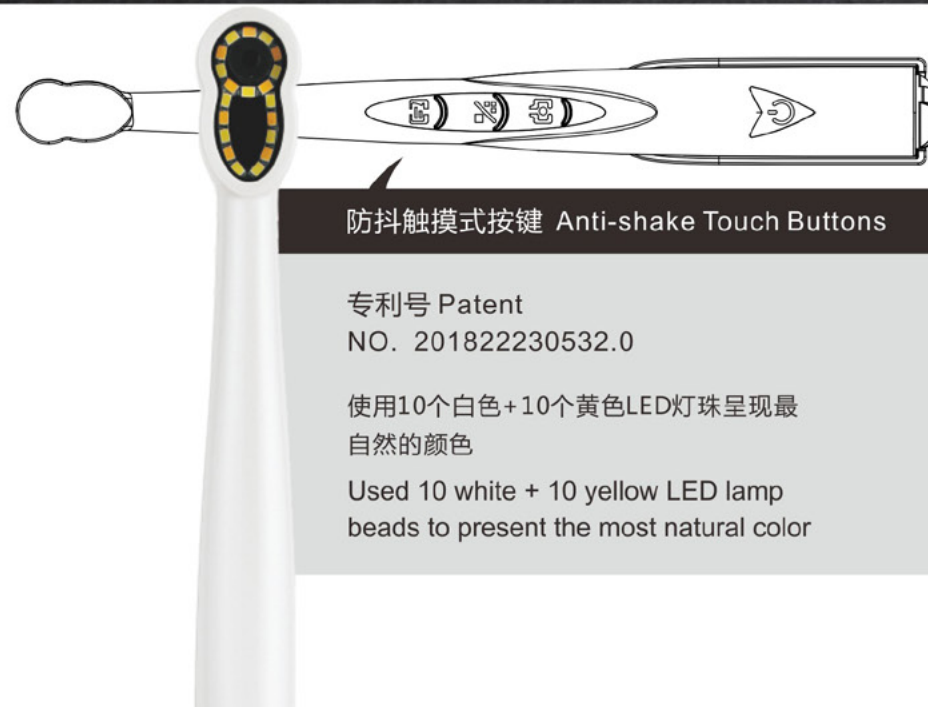 防抖触摸式按键 Anti-shake Touch Buttons
专利号 Patent
NO. 201822230532.0
使用10个白色+10个黄色LED灯珠呈现最
自然的颜色
Used 10 white + 10 yellow LED lamp
beads to present the most natural color